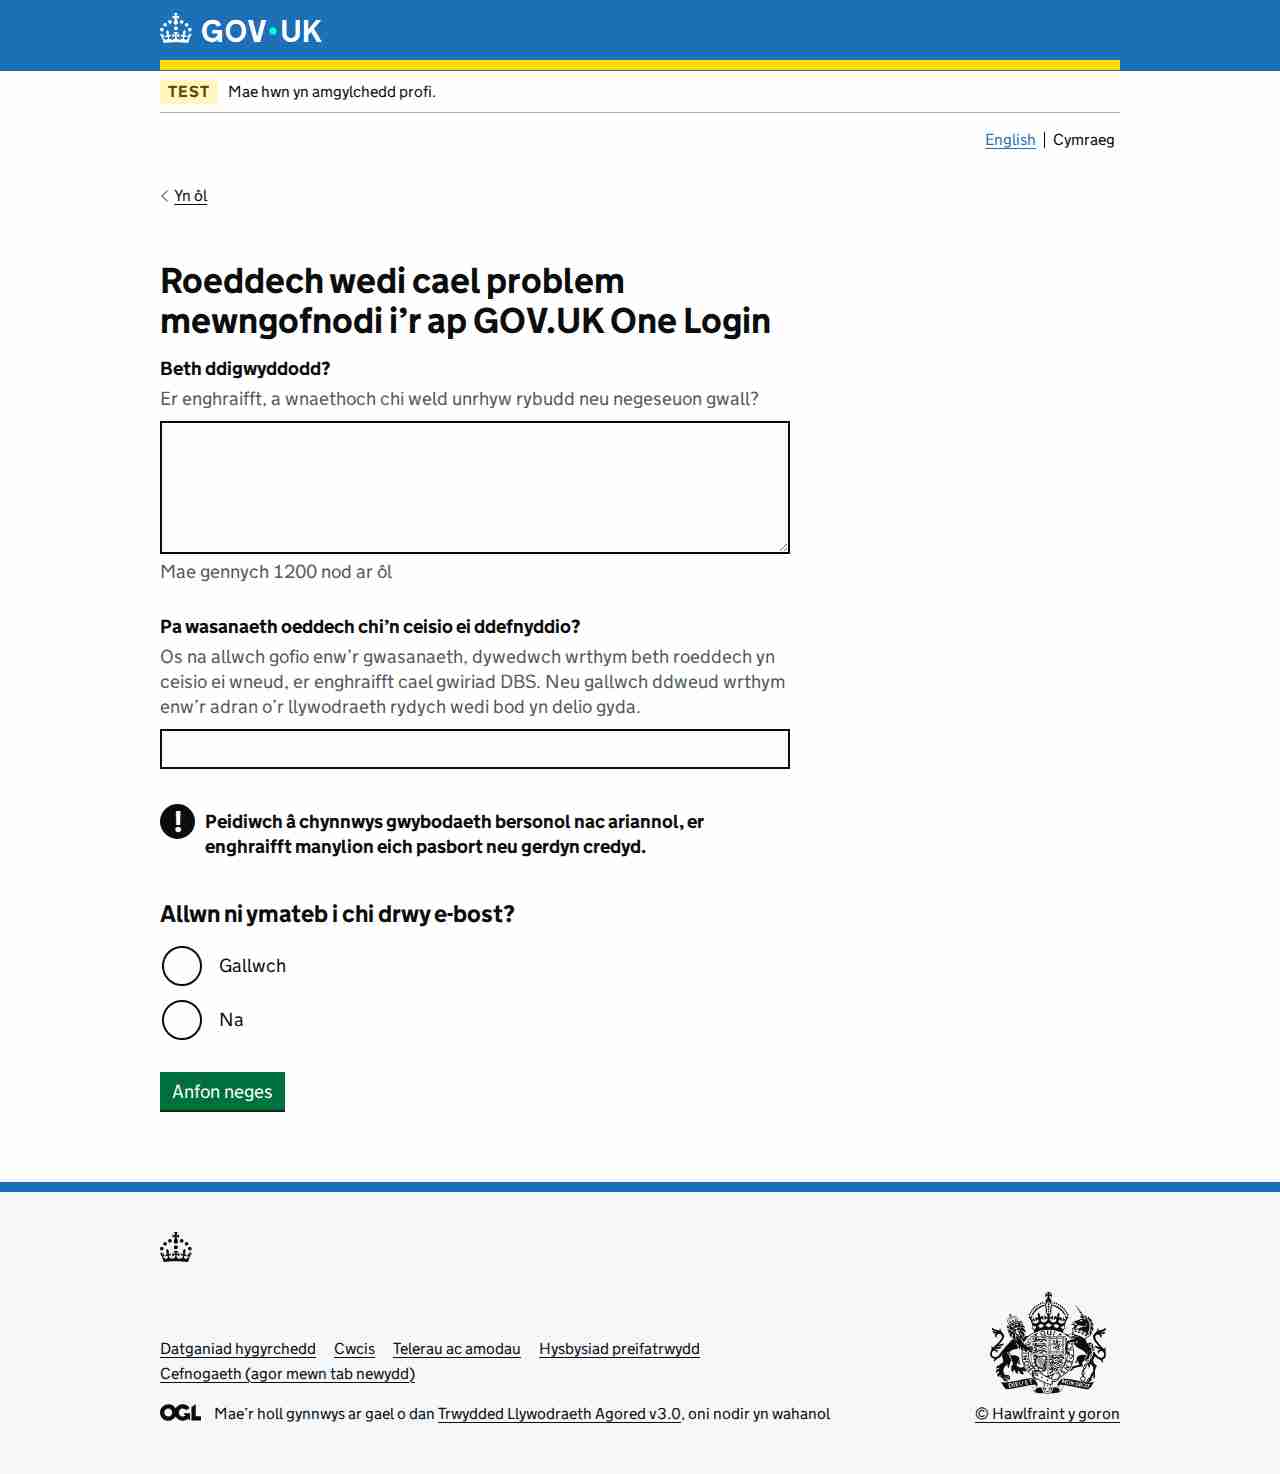 GOV·UK
TEST Mae hwn yn amgylchedd profi.
English Cymraeg
Yn ôl
Roeddech wedi cael problem
mewngofnodi i’r ap GOV.UK One Login
Beth ddigwyddodd?
Er enghraifft, a wnaethoch chi weld unrhyw rybudd neu negeseuon gwall?
Mae gennych 1200 nod ar ôl
Pa wasanaeth oeddech chi’n ceisio ei ddefnyddio?
Os na allwch gofio enw’r gwasanaeth, dywedwch wrthym beth roeddech yn
ceisio ei wneud, er enghraifft cael gwiriad DBS. Neu gallwch ddweud wrthym
enw’r adran o’r llywodraeth rydych wedi bod yn delio gyda.
! Peidiwch â chynnwys gwybodaeth bersonol nac ariannol, er
enghraifft manylion eich pasbort neu gerdyn credyd.
Allwn ni ymateb i chi drwy e-bost?
Gallwch
Na
Anfon neges
Datganiad hygyrchedd Cwcis Telerau ac amodau Hysbysiad preifatrwydd
Cefnogaeth (agor mewn tab newydd)
OGL Mae’r holl gynnwys ar gael o dan Trwydded Llywodraeth Agored v3.0, oni nodir yn wahanol
© Hawlfraint y goron